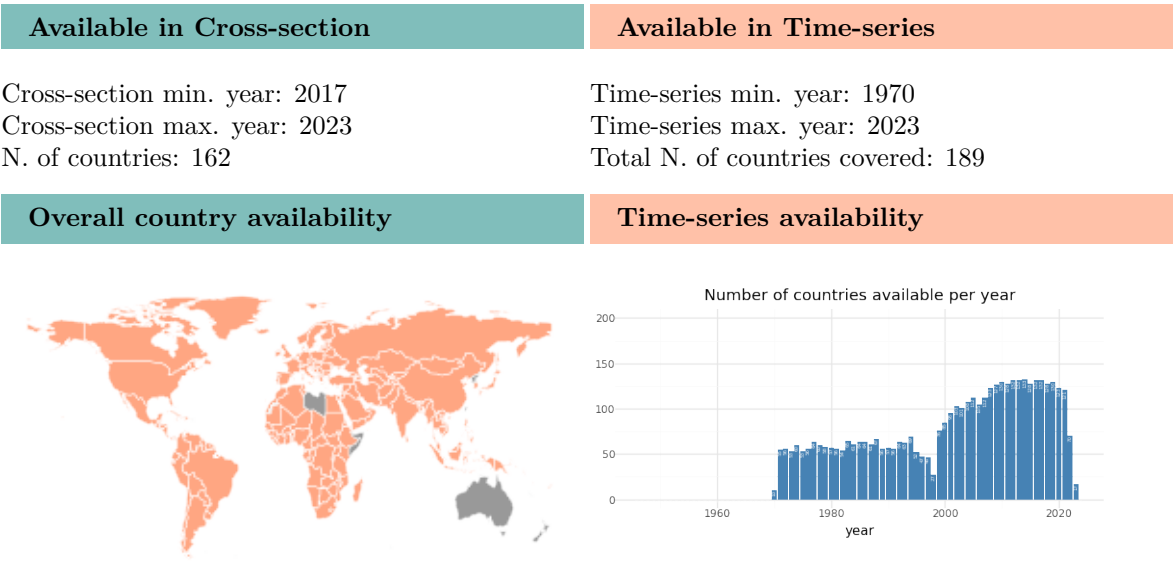 Available in Cross-section
Available in Time-series
Cross-section min. year: 2017
Cross-section max. year: 2023
N. of countries: 162
Time-series min. year: 1970
Time-series max. year: 2023
Total N. of countries covered: 189
Overall country availability
Time-series availability
Number of countries available per year
200
150
100
50
0
1960
1980
2000
2020
year